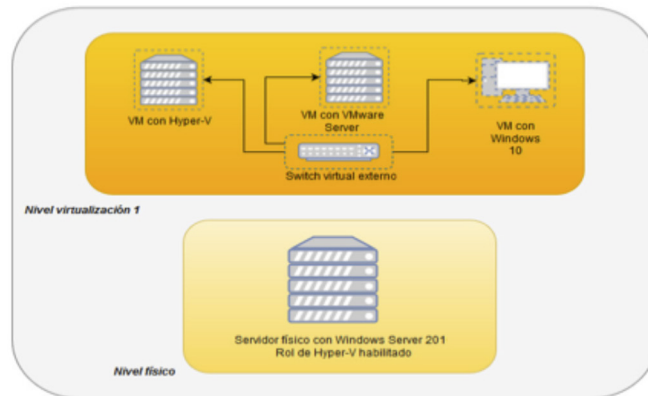 VM con Hyper-V
VM con VMware
Server
VM con
Windows
10
Switch virtual externo
Nivel virtualización 1
Servidor físico con Windows Server 201
Rol de Hyper-V habilitado
Nivel físico